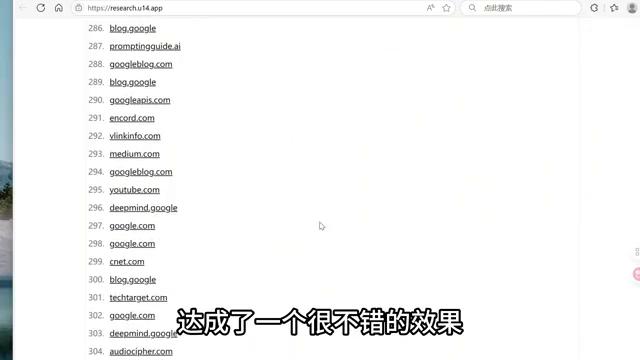 https://research.u14.app
点此搜索
286. blog.google
287. promptingguide.ai
288. googleblog.com
289. blog.google
290. googleapis.com
291. encord.com
292. vlinkinfo.com
293. medium.com
294. googleblog.com
295. youtube.com
296. deepmind.google
297. google.com
298. google.com
299. cnet.com
300. blog.google
301. techtarget.com
302. google.com
303. deepmind.google
304. audiocipher.com
达成了一个很不错的效果